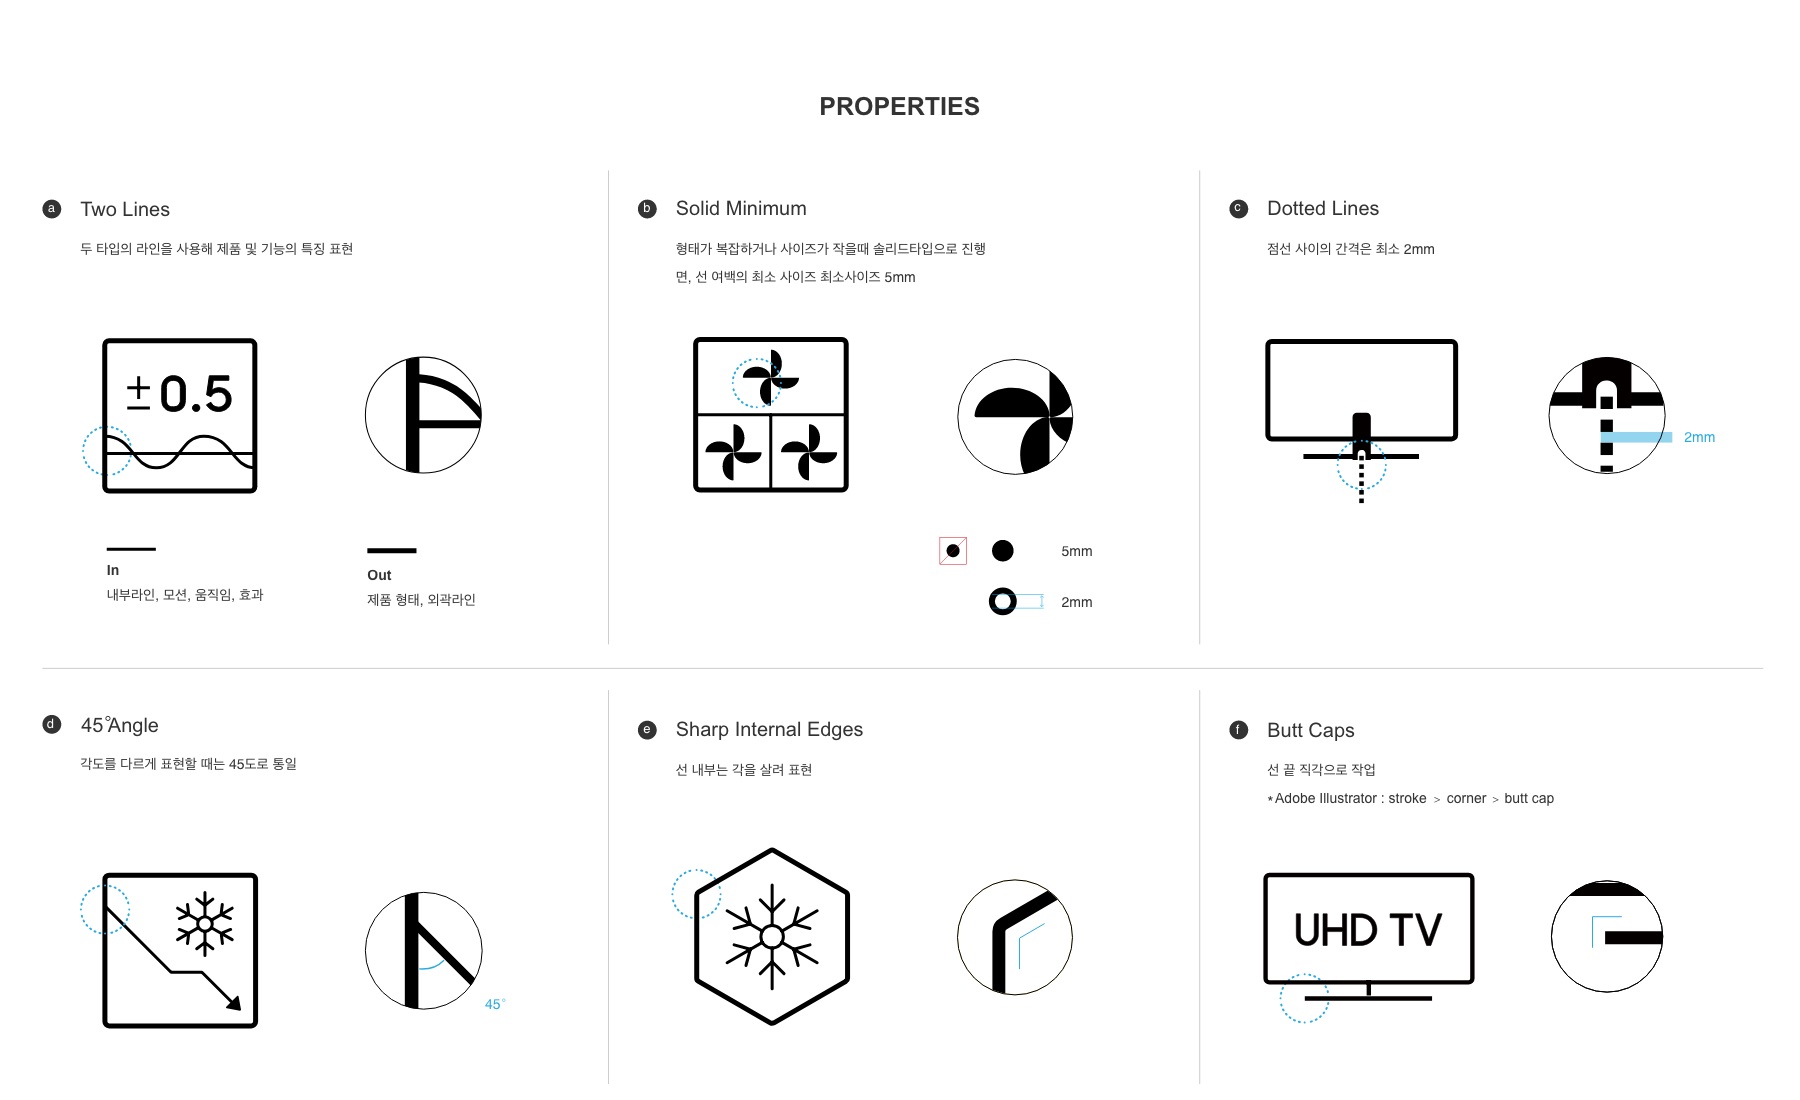 PROPERTIES
a Two Lines
두 타입의 라인을 사용해 제품 및 기능의 특징 표현
±0.5
In
내부라인, 모션, 움직임, 효과
Out
제품 형태, 외곽라인
b Solid Minimum
형태가 복잡하거나 사이즈가 작을때 솔리드타입으로 진행
면, 선 여백의 최소 사이즈 최소사이즈 5mm
5mm
2mm
c Dotted Lines
점선 사이의 간격은 최소 2mm
2mm
d 45°Angle
각도를 다르게 표현할 때는 45도로 통일
45°
e Sharp Internal Edges
선 내부는 각을 살려 표현
f Butt Caps
선 끝 직각으로 작업
*Adobe Illustrator : stroke > corner > butt cap
UHD TV